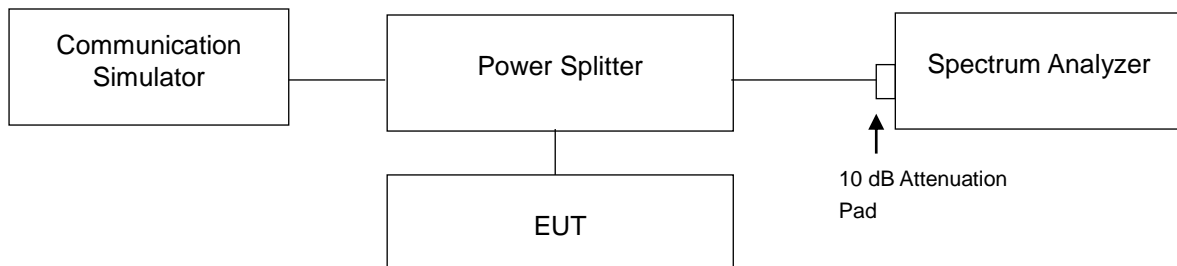 Communication
Simulator
Power Splitter
Spectrum Analyzer
10 dB Attenuation
Pad
EUT